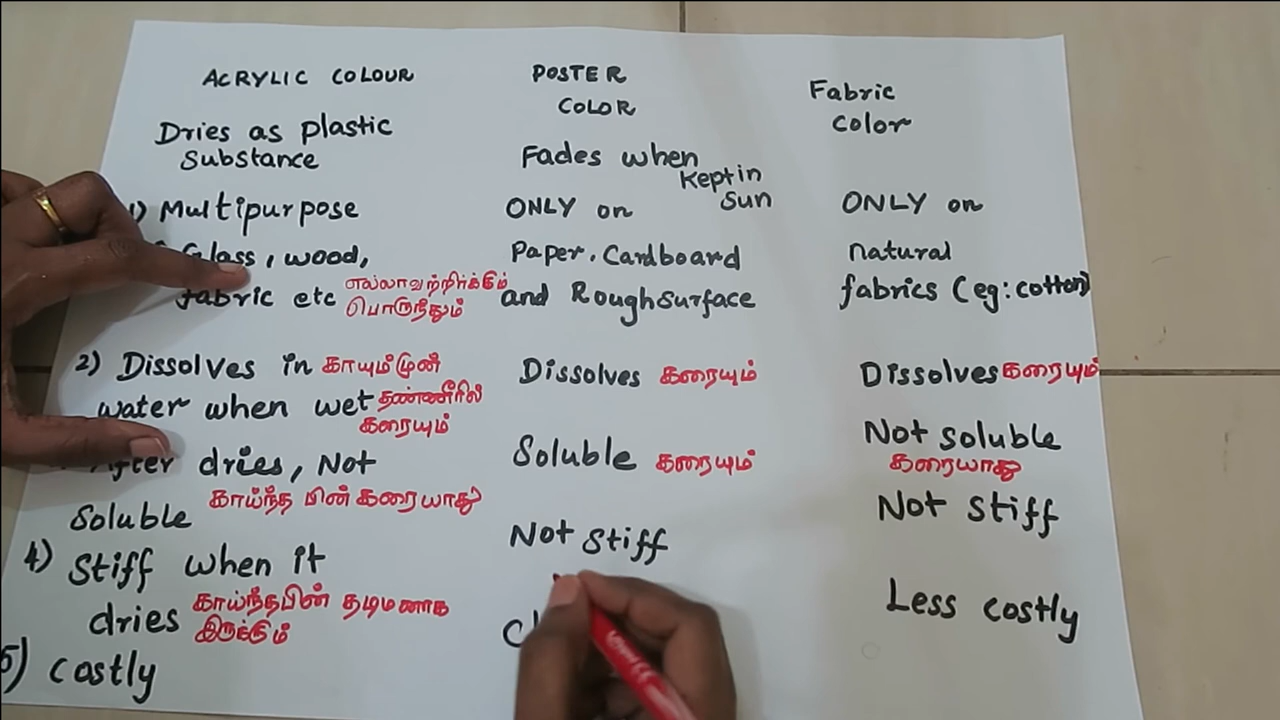 ACRYLIC COLOUR
Dries as plastic
Substance
1) Multipurpose
Glass, wood,
fabric etc எல்லாவற்றிற்க்கும்
பொருந்தும்
2) Dissolves in காயும்முன்
water when wet தண்ணீரில்
கரையும்
After dries, Not
Soluble காய்ந்த பின் கரையாது
4) Stiff when it
dries காய்ந்தபின் தடிமனாக
இருக்கும்
5) costly
POSTER
COLOR
Fades when
Kept in
Sun
ONLY on
Paper, Cardboard
and Rough surface
Dissolves கரையும்
Soluble கரையும்
Not stiff
Fabric
color
ONLY on
natural
fabrics (eg: cotton)
Dissolves கரையும்
Not soluble
கரையாது
Not stiff
Less costly